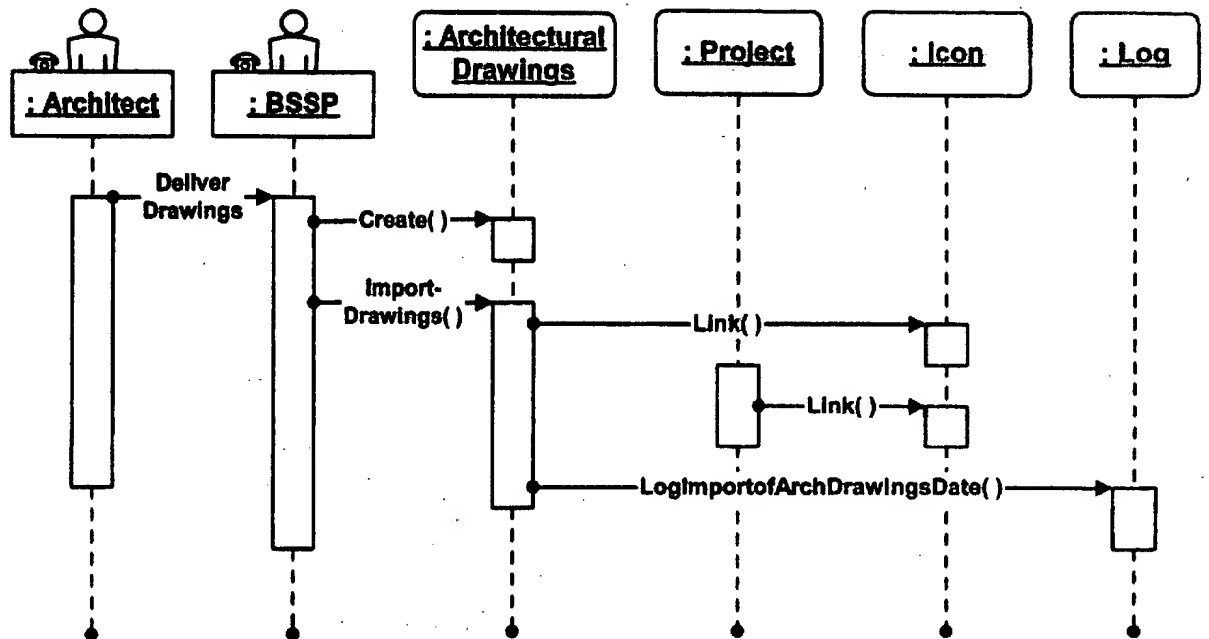 : Architect
: BSSP
: Architectural
Drawings
: Project
: Icon
: Log
Deliver
Drawings
Create( )
Import-
Drawings( )
Link( )
Link( )
LogImportofArchDrawingsDate( )